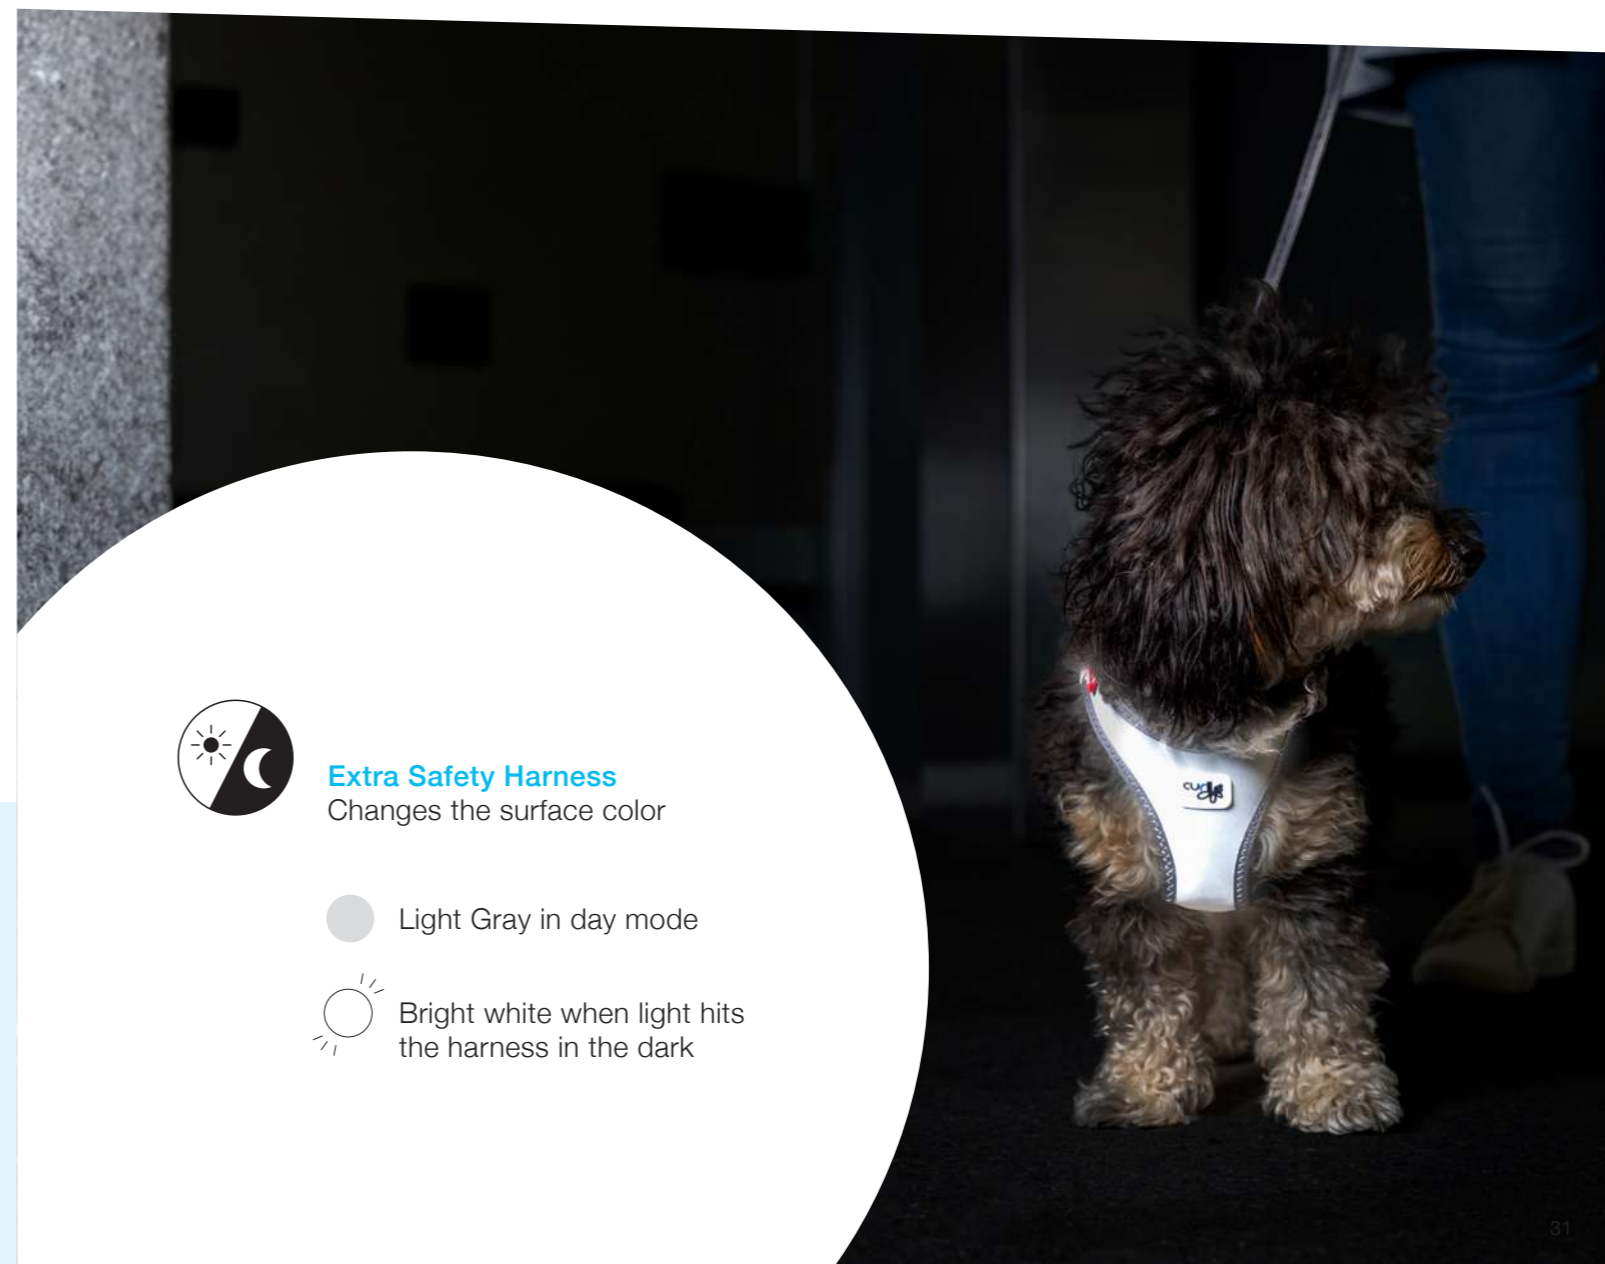 Extra Safety Harness
Changes the surface color
Light Gray in day mode
Bright white when light hits
the harness in the dark
curli
31